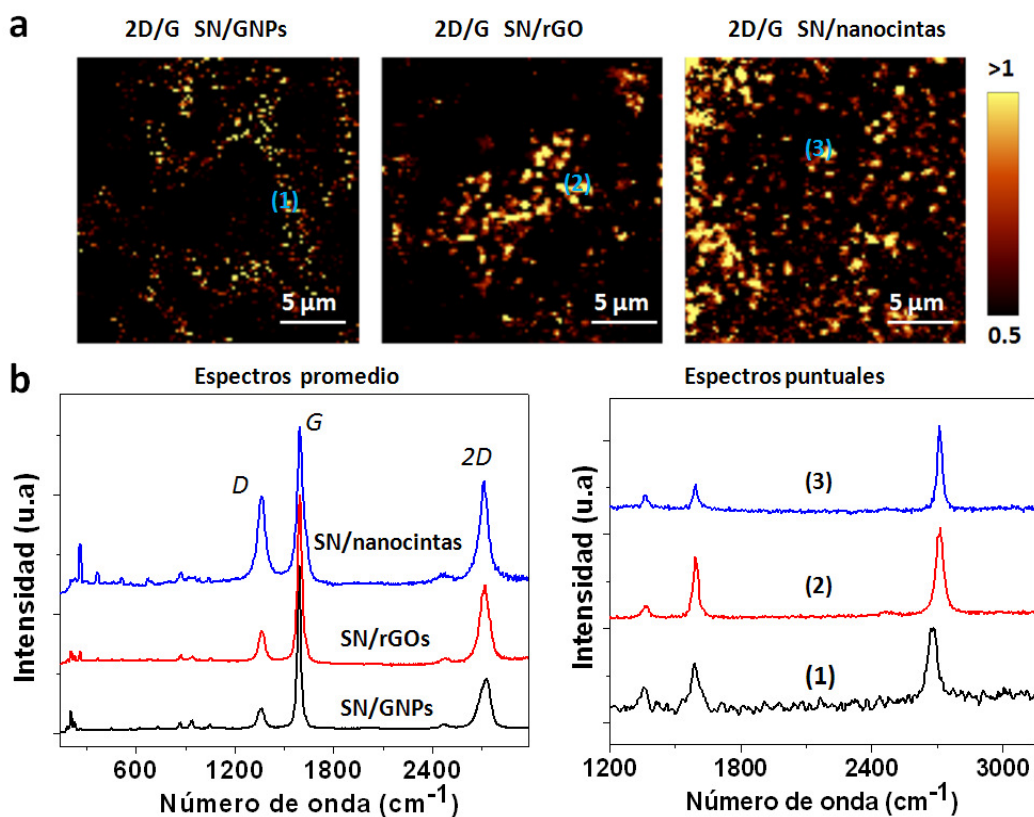 a
2D/G SN/GNPs
2D/G SN/rGO
2D/G SN/nanocintas
(1)
5 µm
(2)
5 µm
(3)
5 µm
>1
0.5
b
Espectros promedio
Intensidad (u.a)
D
G
2D
SN/nanocintas
SN/rGOs
SN/GNPs
600 1200 1800 2400
Número de onda (cm⁻¹)
Espectros puntuales
Intensidad (u.a)
(3)
(2)
(1)
1200 1800 2400 3000
Número de onda (cm⁻¹)